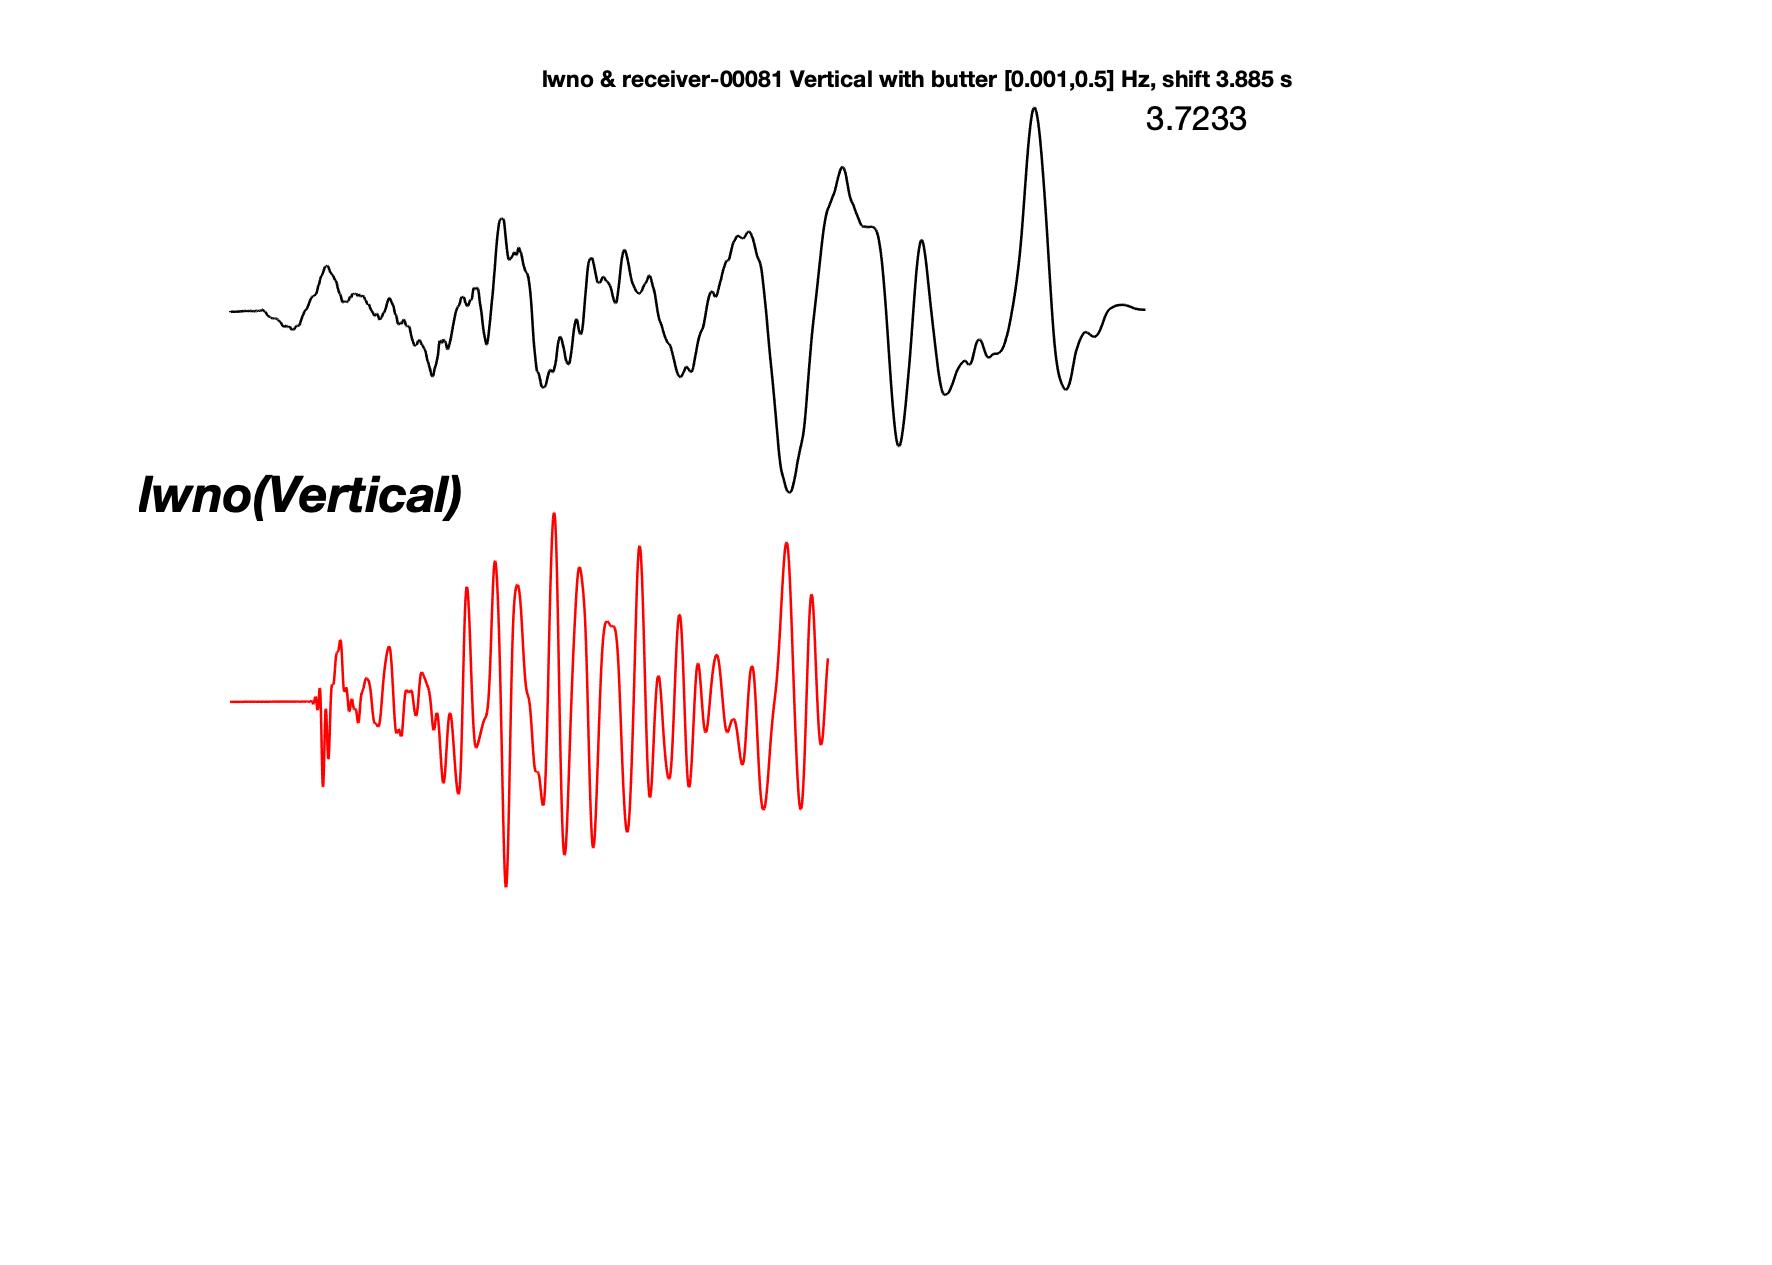 lwno & receiver-00081 Vertical with butter [0.001,0.5] Hz, shift 3.885 s
3.7233
lwno(Vertical)